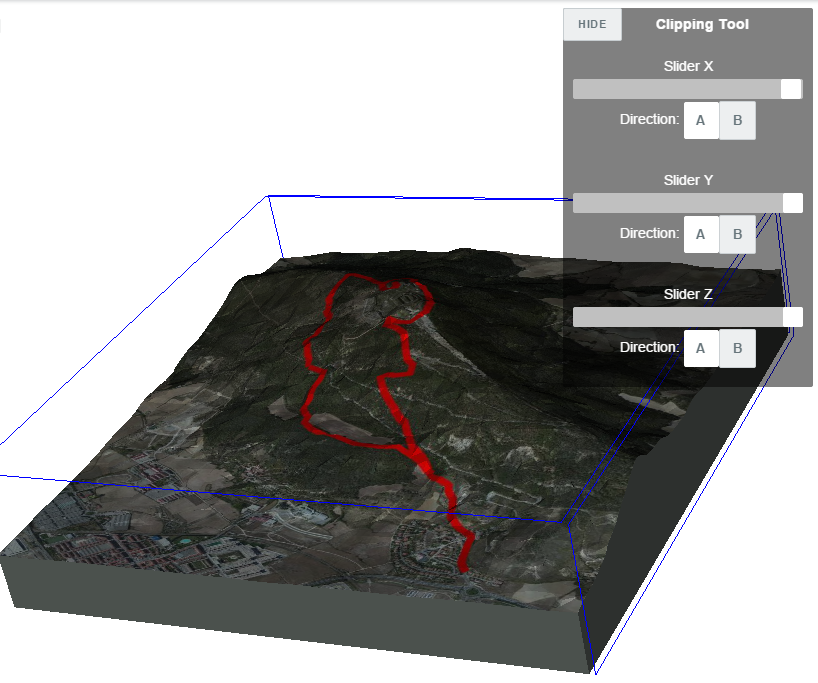 HIDE Clipping Tool
Slider X
Direction: A B
Slider Y
Direction: A B
Slider Z
Direction: A B